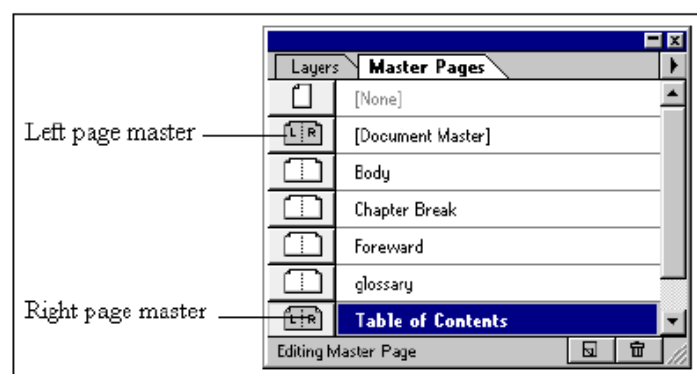 Layers Master Pages
[None]
Left page master L R [Document Master]
Body
Chapter Break
Foreward
glossary
Right page master L R Table of Contents
Editing Master Page